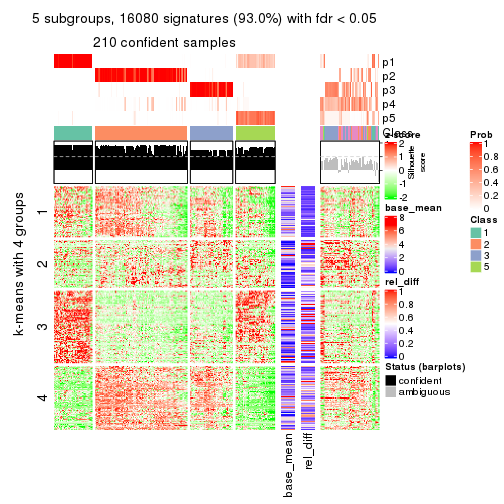 5 subgroups, 16080 signatures (93.0%) with fdr < 0.05
210 confident samples
p1
p2
p3
p4
p5
Class
z-score
2
1
0
-1
-2
Silhouette
score
Prob
1
0.8
0.6
0.4
0.2
0
base_mean
8
6
4
2
0
Class
1
2
3
5
rel_diff
1
0.8
0.6
0.4
0.2
0
Status (barplots)
confident
ambiguous
k-means with 4 groups
1
2
3
4
base_mean
rel_diff